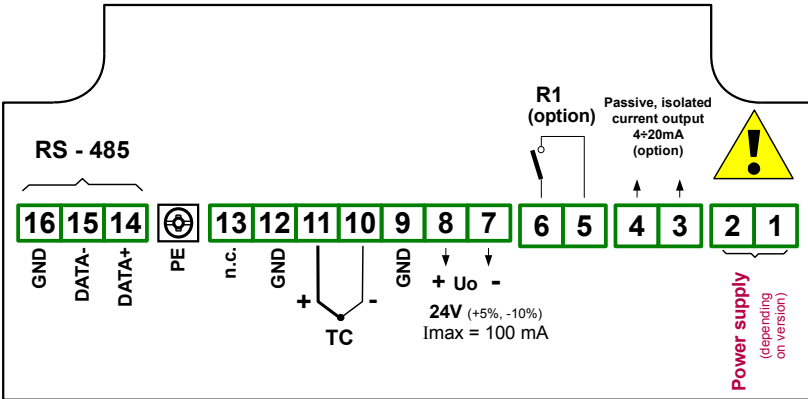 R1
(option)
Passive, isolated
current output
4÷20mA
(option)
!
RS - 485
16 15 14 13 12 11 10 9 8 7 6 5 4 3 2 1
GND
DATA-
DATA+
PE
n.c.
GND
+ -
TC
GND
+ Uo -
24V (+5%, -10%)
Imax = 100 mA
Power supply
(depending
on version)